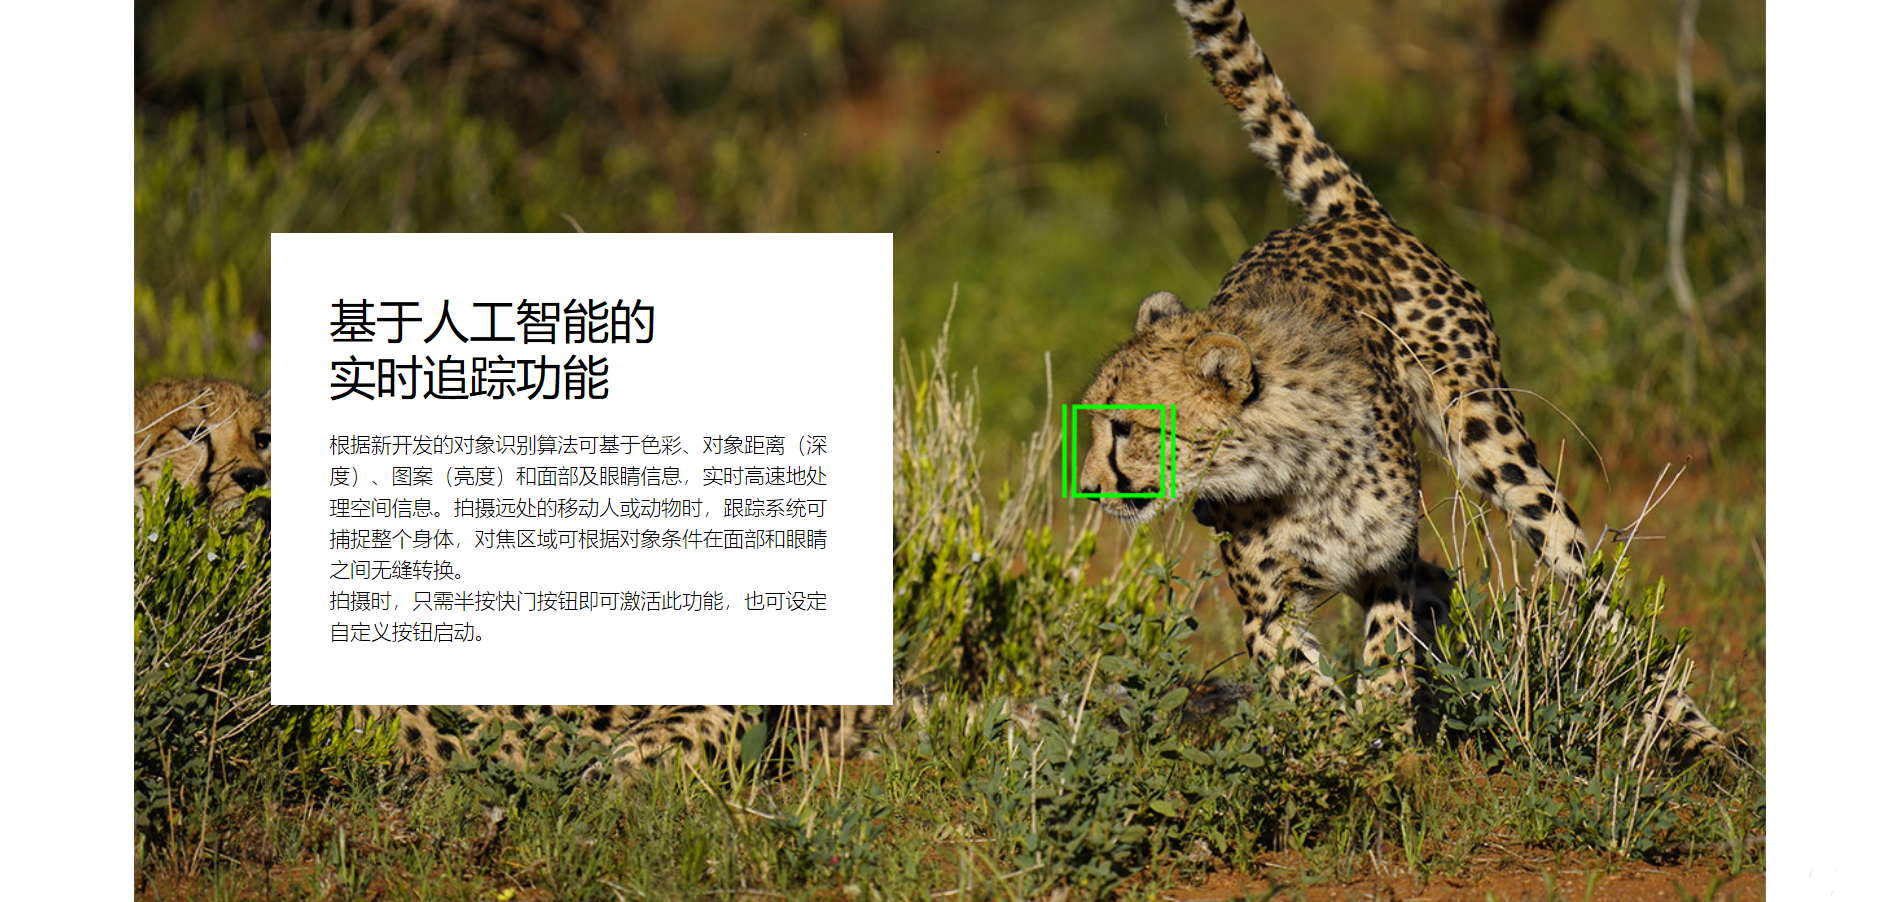 基于人工智能的
实时追踪功能
根据新开发的对象识别算法可基于色彩、对象距离（深
度）、图案（亮度）和面部及眼睛信息，实时高速地处
理空间信息。拍摄远处的移动人或动物时，跟踪系统可
捕捉整个身体，对焦区域可根据对象条件在面部和眼睛
之间无缝转换。
拍摄时，只需半按快门按钮即可激活此功能，也可设定
自定义按钮启动。